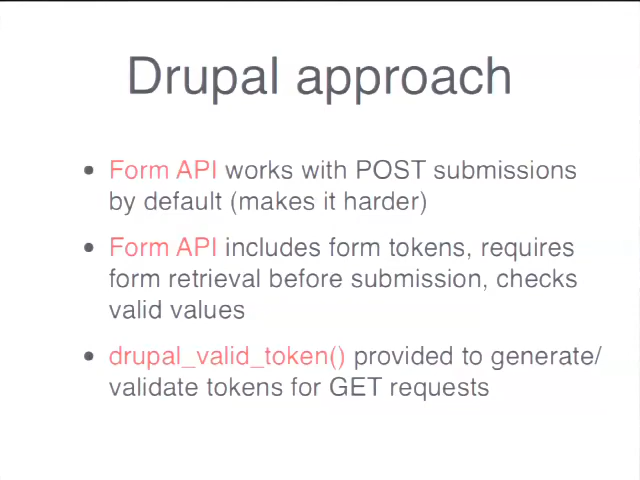 Drupal approach
• Form API works with POST submissions
by default (makes it harder)
• Form API includes form tokens, requires
form retrieval before submission, checks
valid values
• drupal_valid_token() provided to generate/
validate tokens for GET requests